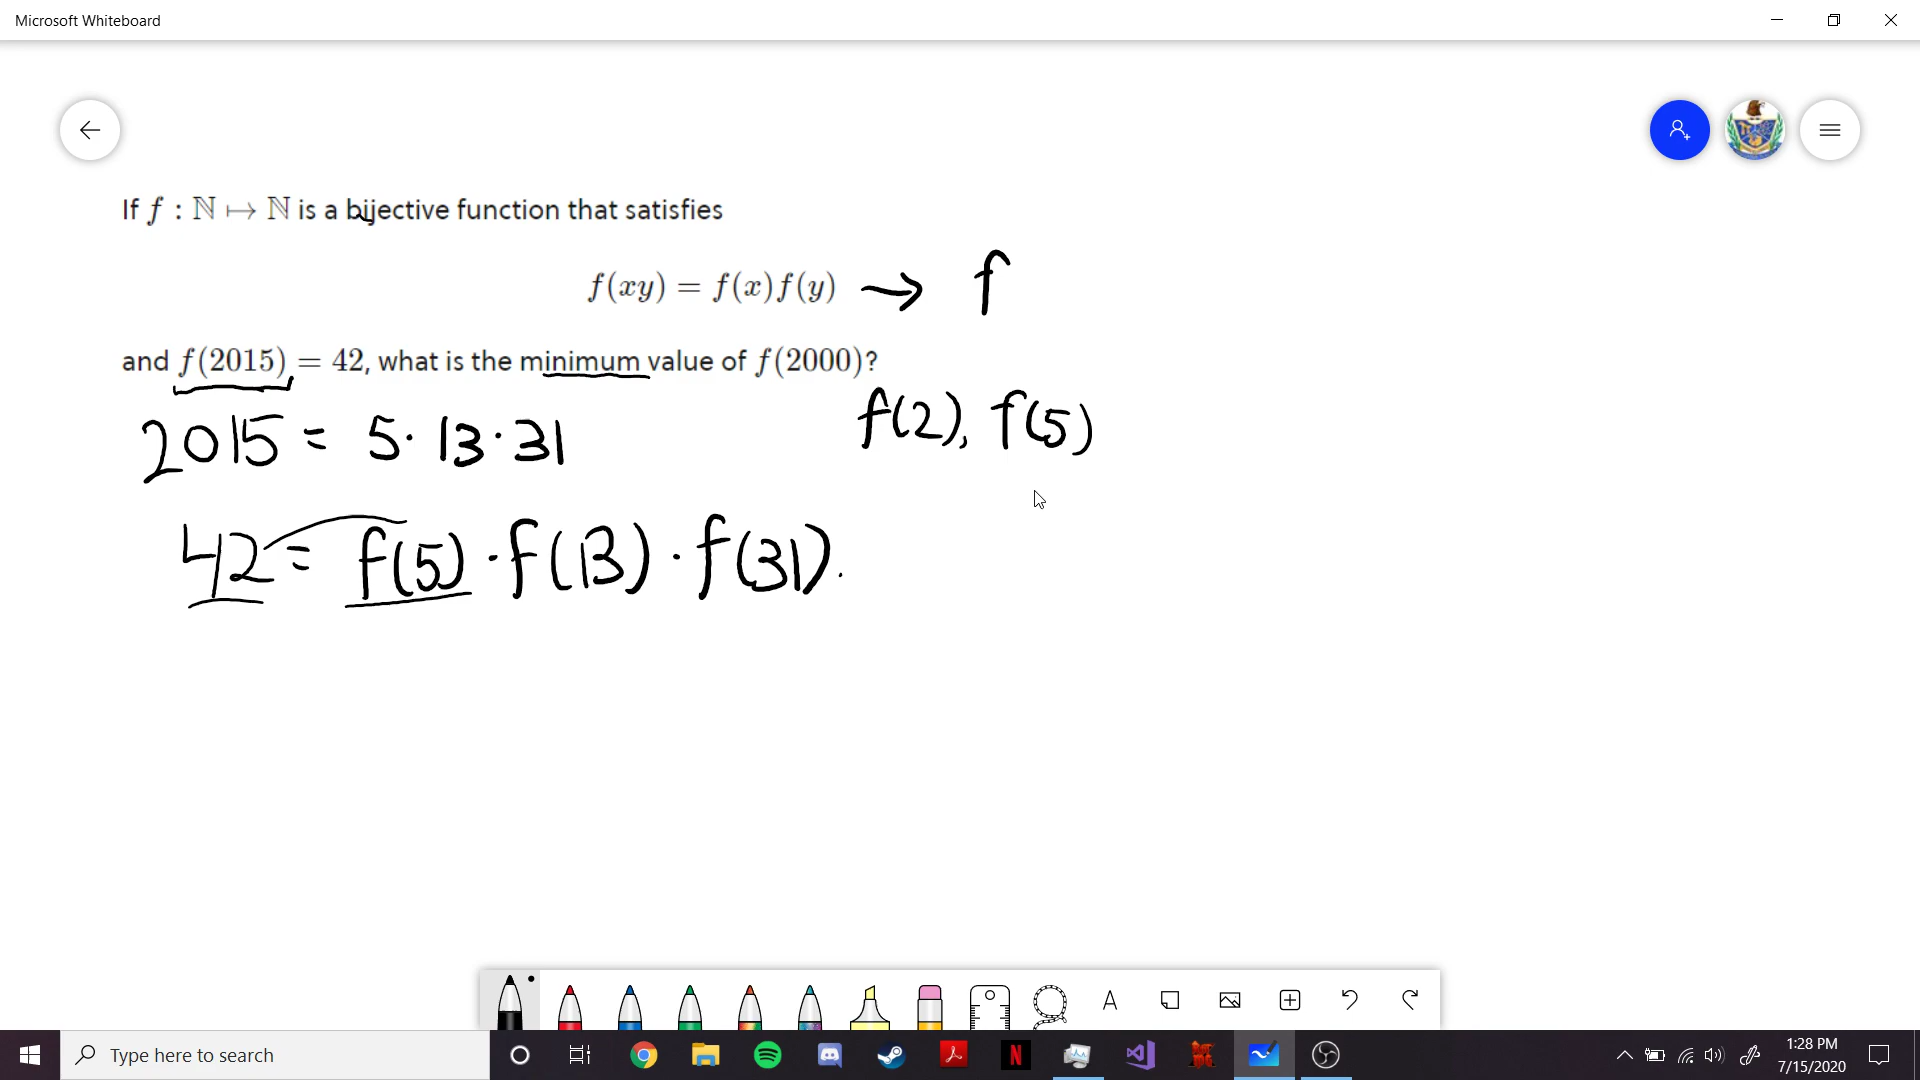 Microsoft Whiteboard
If f : ℕ ↦ ℕ is a bijective function that satisfies
f(xy) = f(x)f(y) → f
and f(2015) = 42, what is the minimum value of f(2000)?
f(2), f(5)
2015 = 5 · 13 · 31
42 = f(5) · f(13) · f(31).
A
Type here to search
1:28 PM
7/15/2020